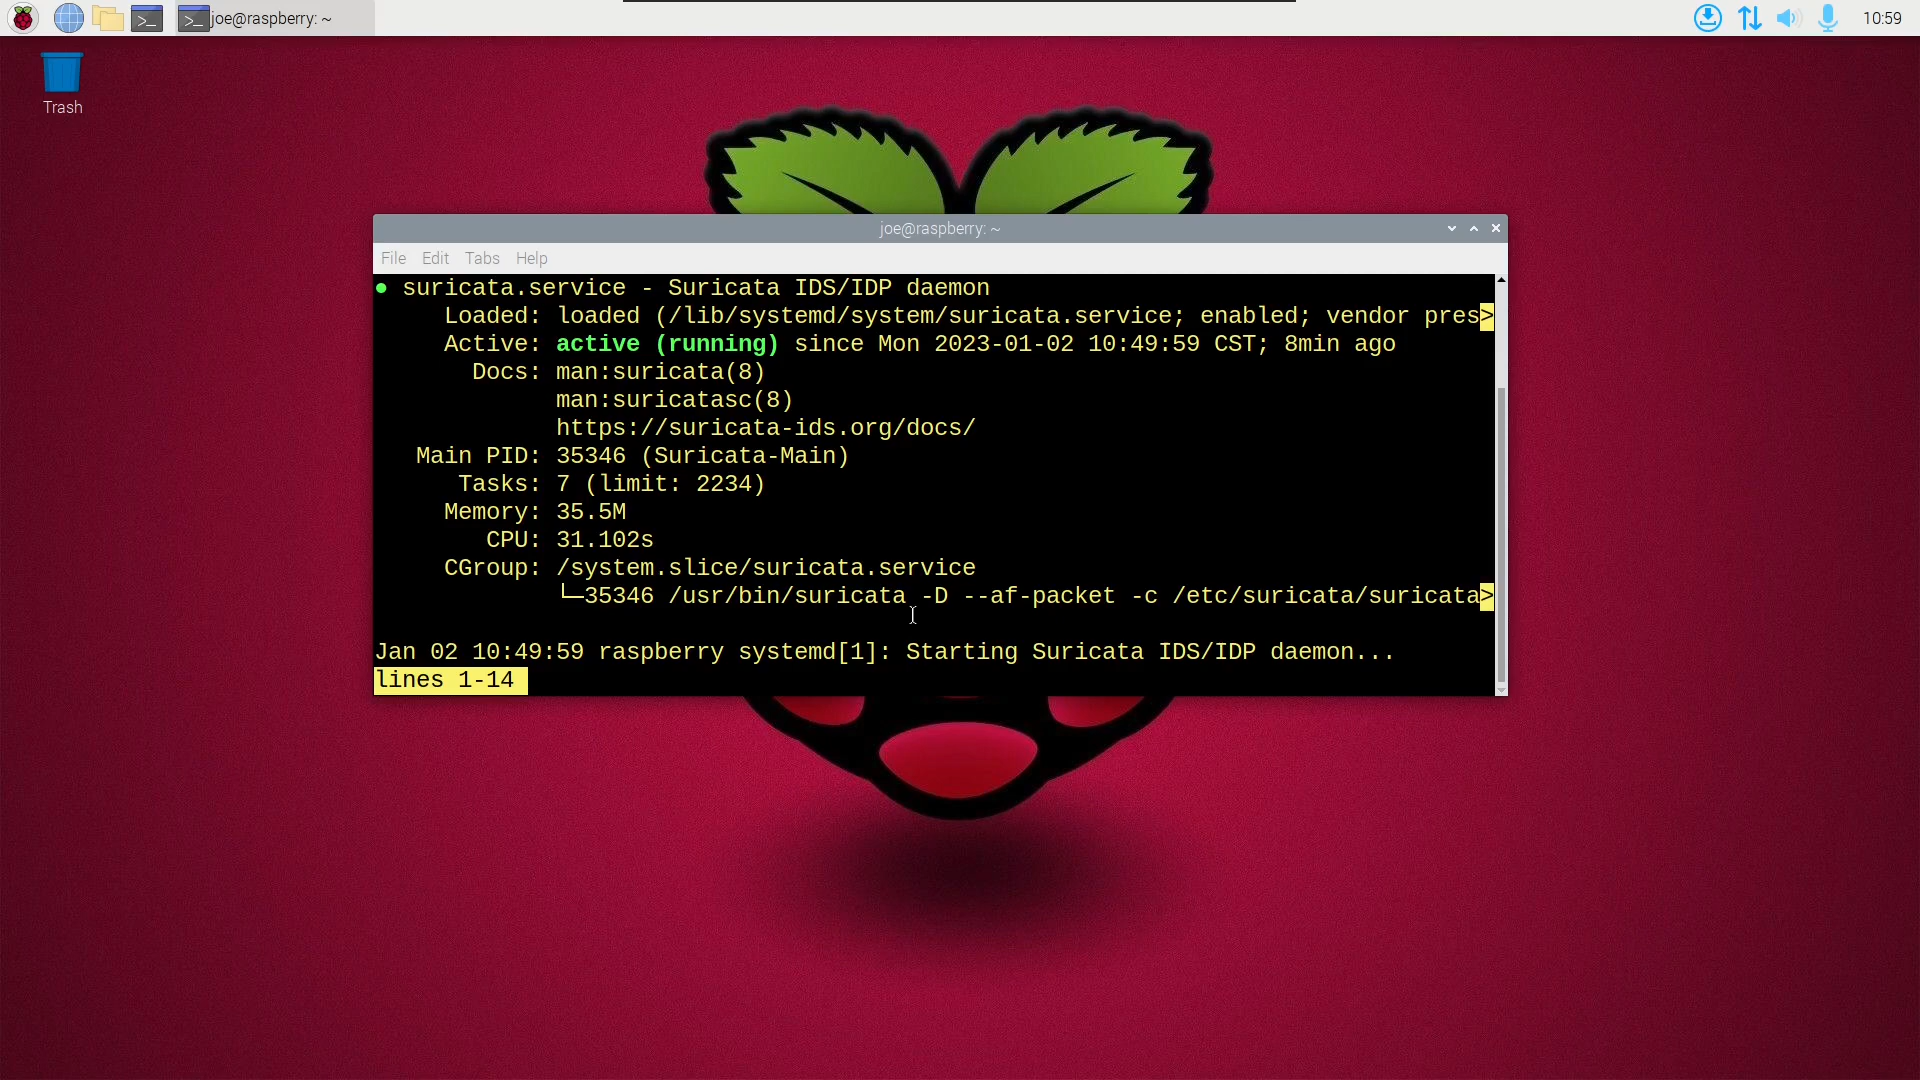 joe@raspberry: ~
10:59
Trash
joe@raspberry: ~
File Edit Tabs Help
● suricata.service - Suricata IDS/IDP daemon
Loaded: loaded (/lib/systemd/system/suricata.service; enabled; vendor pres>
Active: active (running) since Mon 2023-01-02 10:49:59 CST; 8min ago
Docs: man:suricata(8)
man:suricatasc(8)
https://suricata-ids.org/docs/
Main PID: 35346 (Suricata-Main)
Tasks: 7 (limit: 2234)
Memory: 35.5M
CPU: 31.102s
CGroup: /system.slice/suricata.service
└─35346 /usr/bin/suricata -D --af-packet -c /etc/suricata/suricata>
Jan 02 10:49:59 raspberry systemd[1]: Starting Suricata IDS/IDP daemon...
lines 1-14